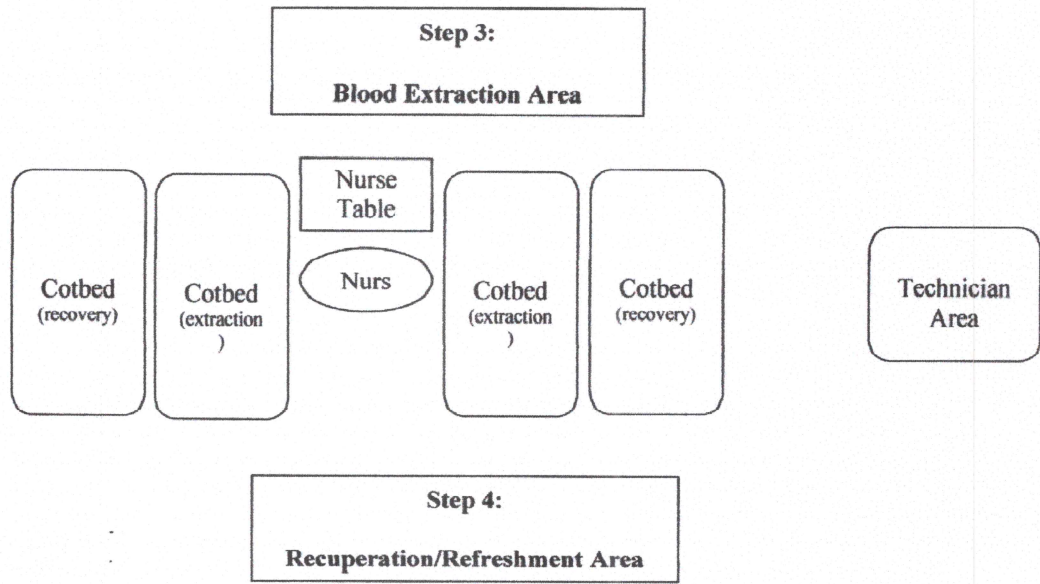 Step 3:
Blood Extraction Area
Nurse
Table
Nurs
Cotbed
(recovery)
Cotbed
(extraction
)
Cotbed
(extraction
)
Cotbed
(recovery)
Technician
Area
Step 4:
Recuperation/Refreshment Area